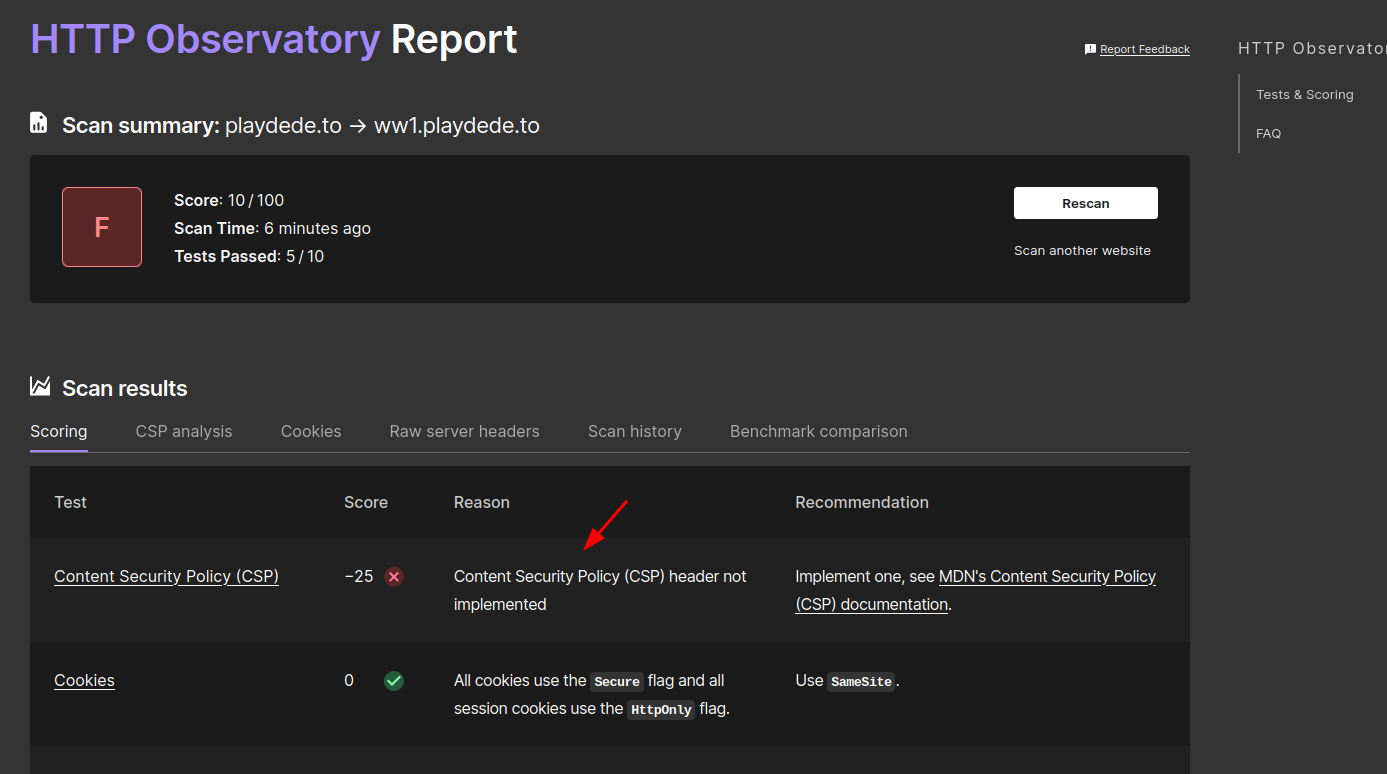 HTTP Observatory Report
Report Feedback
HTTP Observato
Tests & Scoring
FAQ
Scan summary: playdede.to → ww1.playdede.to
F
Score: 10 / 100
Scan Time: 6 minutes ago
Tests Passed: 5 / 10
Rescan
Scan another website
Scan results
Scoring CSP analysis Cookies Raw server headers Scan history Benchmark comparison
Test Score Reason Recommendation
Content Security Policy (CSP) −25 Content Security Policy (CSP) header not Implement one, see MDN's Content Security Policy
implemented (CSP) documentation.
Cookies 0 All cookies use the Secure flag and all Use SameSite.
session cookies use the HttpOnly flag.